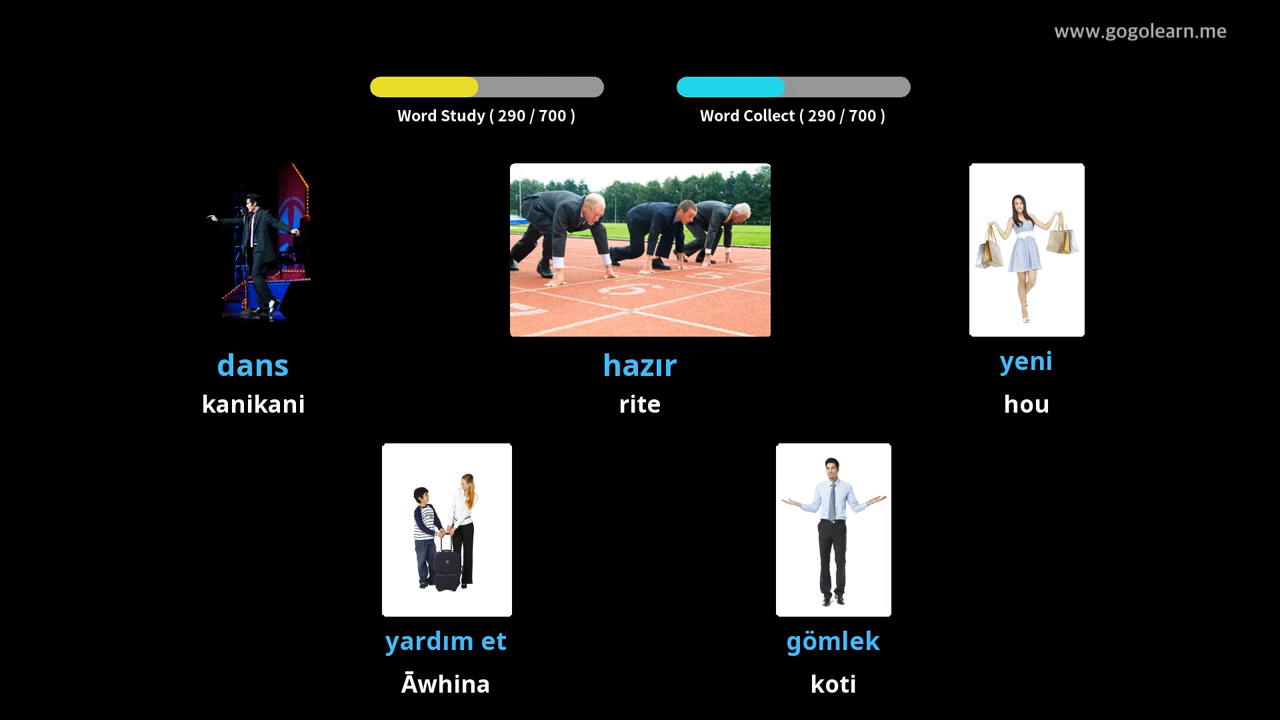 www.gogolearn.me
Word Study ( 290 / 700 )
Word Collect ( 290 / 700 )
dans
kanikani
hazır
rite
yeni
hou
yardım et
Āwhina
gömlek
koti